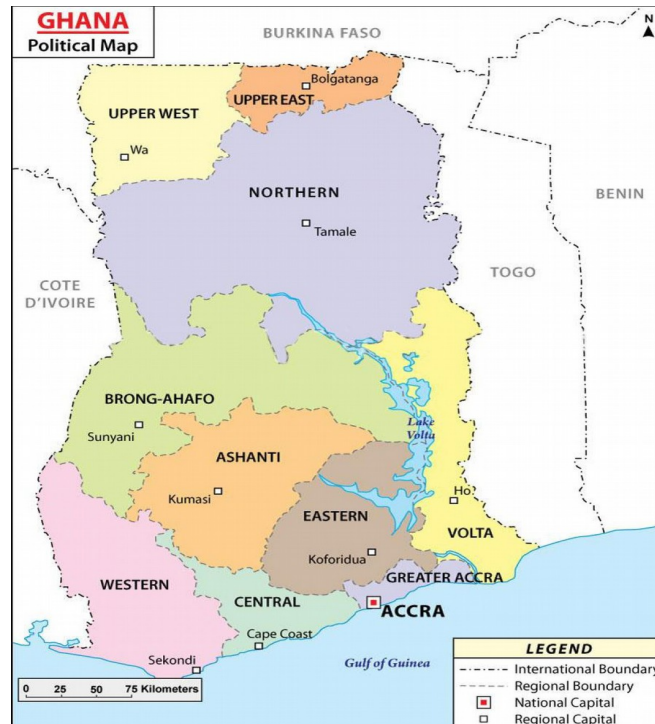 GHANA
Political Map
N
BURKINA FASO
Bolgatanga
UPPER EAST
UPPER WEST
Wa
NORTHERN
BENIN
Tamale
TOGO
COTE
D'IVOIRE
BRONG-AHAFO
Sunyani
Lake
Volta
ASHANTI
Kumasi
Ho
EASTERN
VOLTA
Koforidua
GREATER ACCRA
WESTERN
CENTRAL
ACCRA
Cape Coast
Sekondi
Gulf of Guinea
0 25 50 75 Kilometers
LEGEND
International Boundary
Regional Boundary
National Capital
Regional Capital